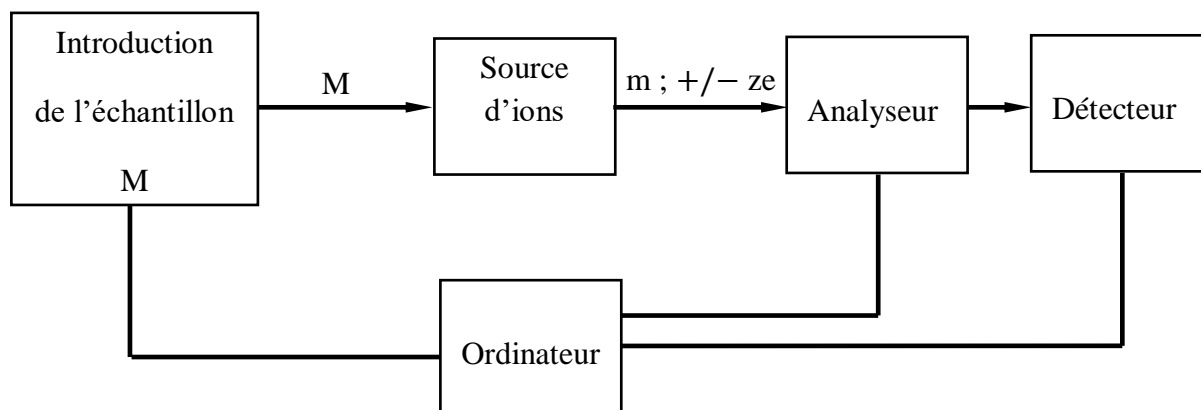 Introduction
de l’échantillon
M
M
Source
d’ions
m ; +/− ze
Analyseur
Détecteur
Ordinateur